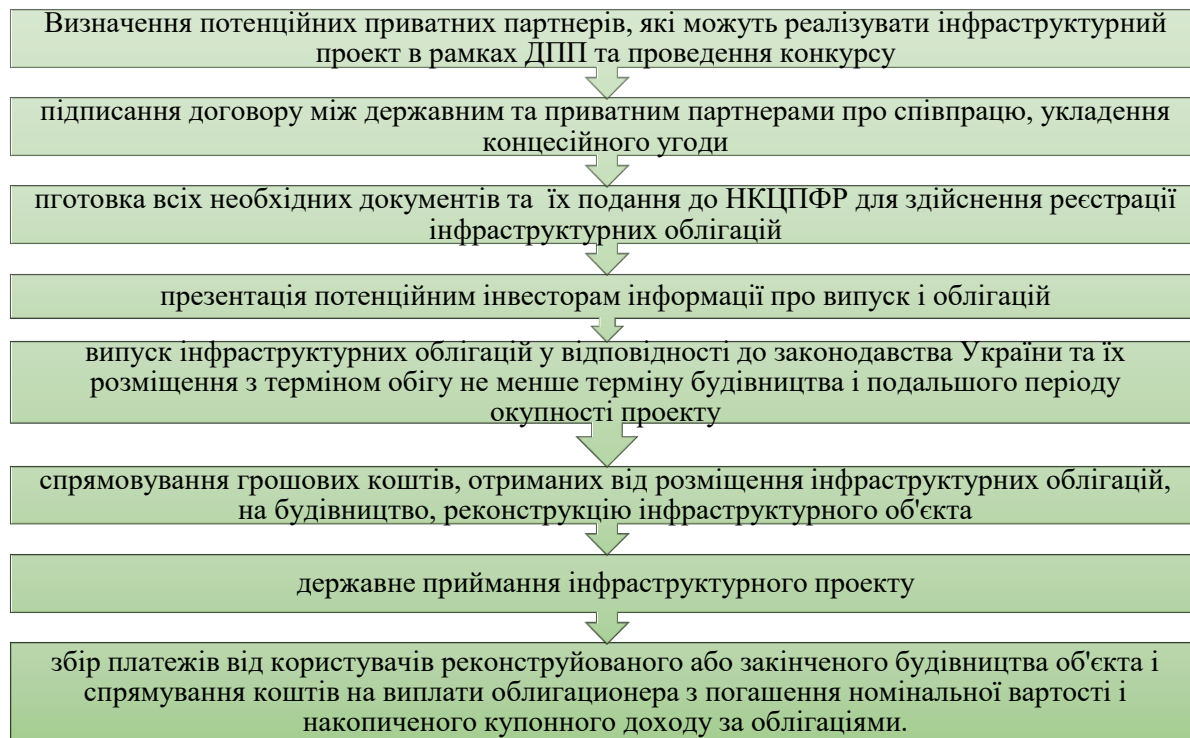 Визначення потенційних приватних партнерів, які можуть реалізувати інфраструктурний
проект в рамках ДПП та проведення конкурсу
підписання договору між державним та приватним партнерами про співпрацю, укладення
концесійного угоди
пготовка всіх необхідних документів та їх подання до НКЦПФР для здійснення реєстрації
інфраструктурних облігацій
презентація потенційним інвесторам інформації про випуск і облігацій
випуск інфраструктурних облігацій у відповідності до законодавства України та їх
розміщення з терміном обігу не менше терміну будівництва і подальшого періоду
окупності проекту
спрямовування грошових коштів, отриманих від розміщення інфраструктурних облігацій,
на будівництво, реконструкцію інфраструктурного об'єкта
державне приймання інфраструктурного проекту
збір платежів від користувачів реконструйованого або закінченого будівництва об'єкта і
спрямування коштів на виплати облигационера з погашення номінальної вартості і
накопиченого купонного доходу за облігаціями.